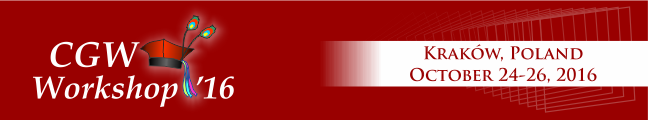 CGW
Workshop '16
Kraków, Poland
October 24-26, 2016